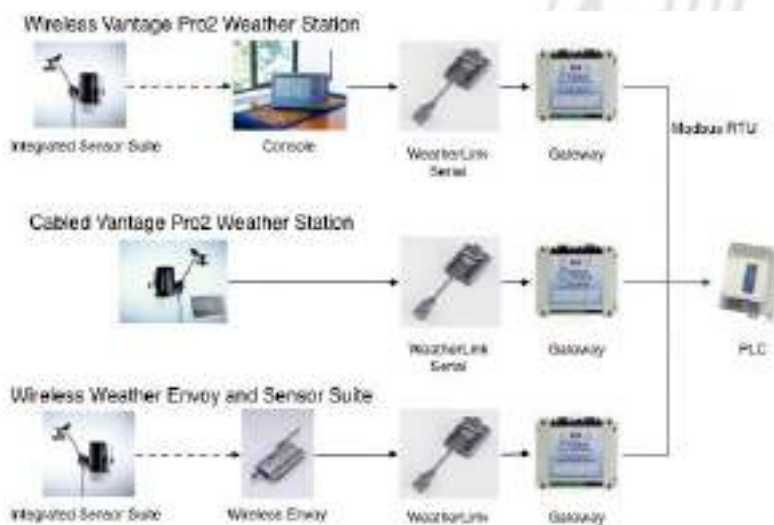 Wireless Vantage Pro2 Weather Station
Integrated Sensor Suite
Console
WeatherLink
Serial
Gateway
Modbus RTU
Cabled Vantage Pro2 Weather Station
WeatherLink
Serial
Gateway
PLC
Wireless Weather Envoy and Sensor Suite
Integrated Sensor Suite
Wireless Envoy
WeatherLink
Gateway